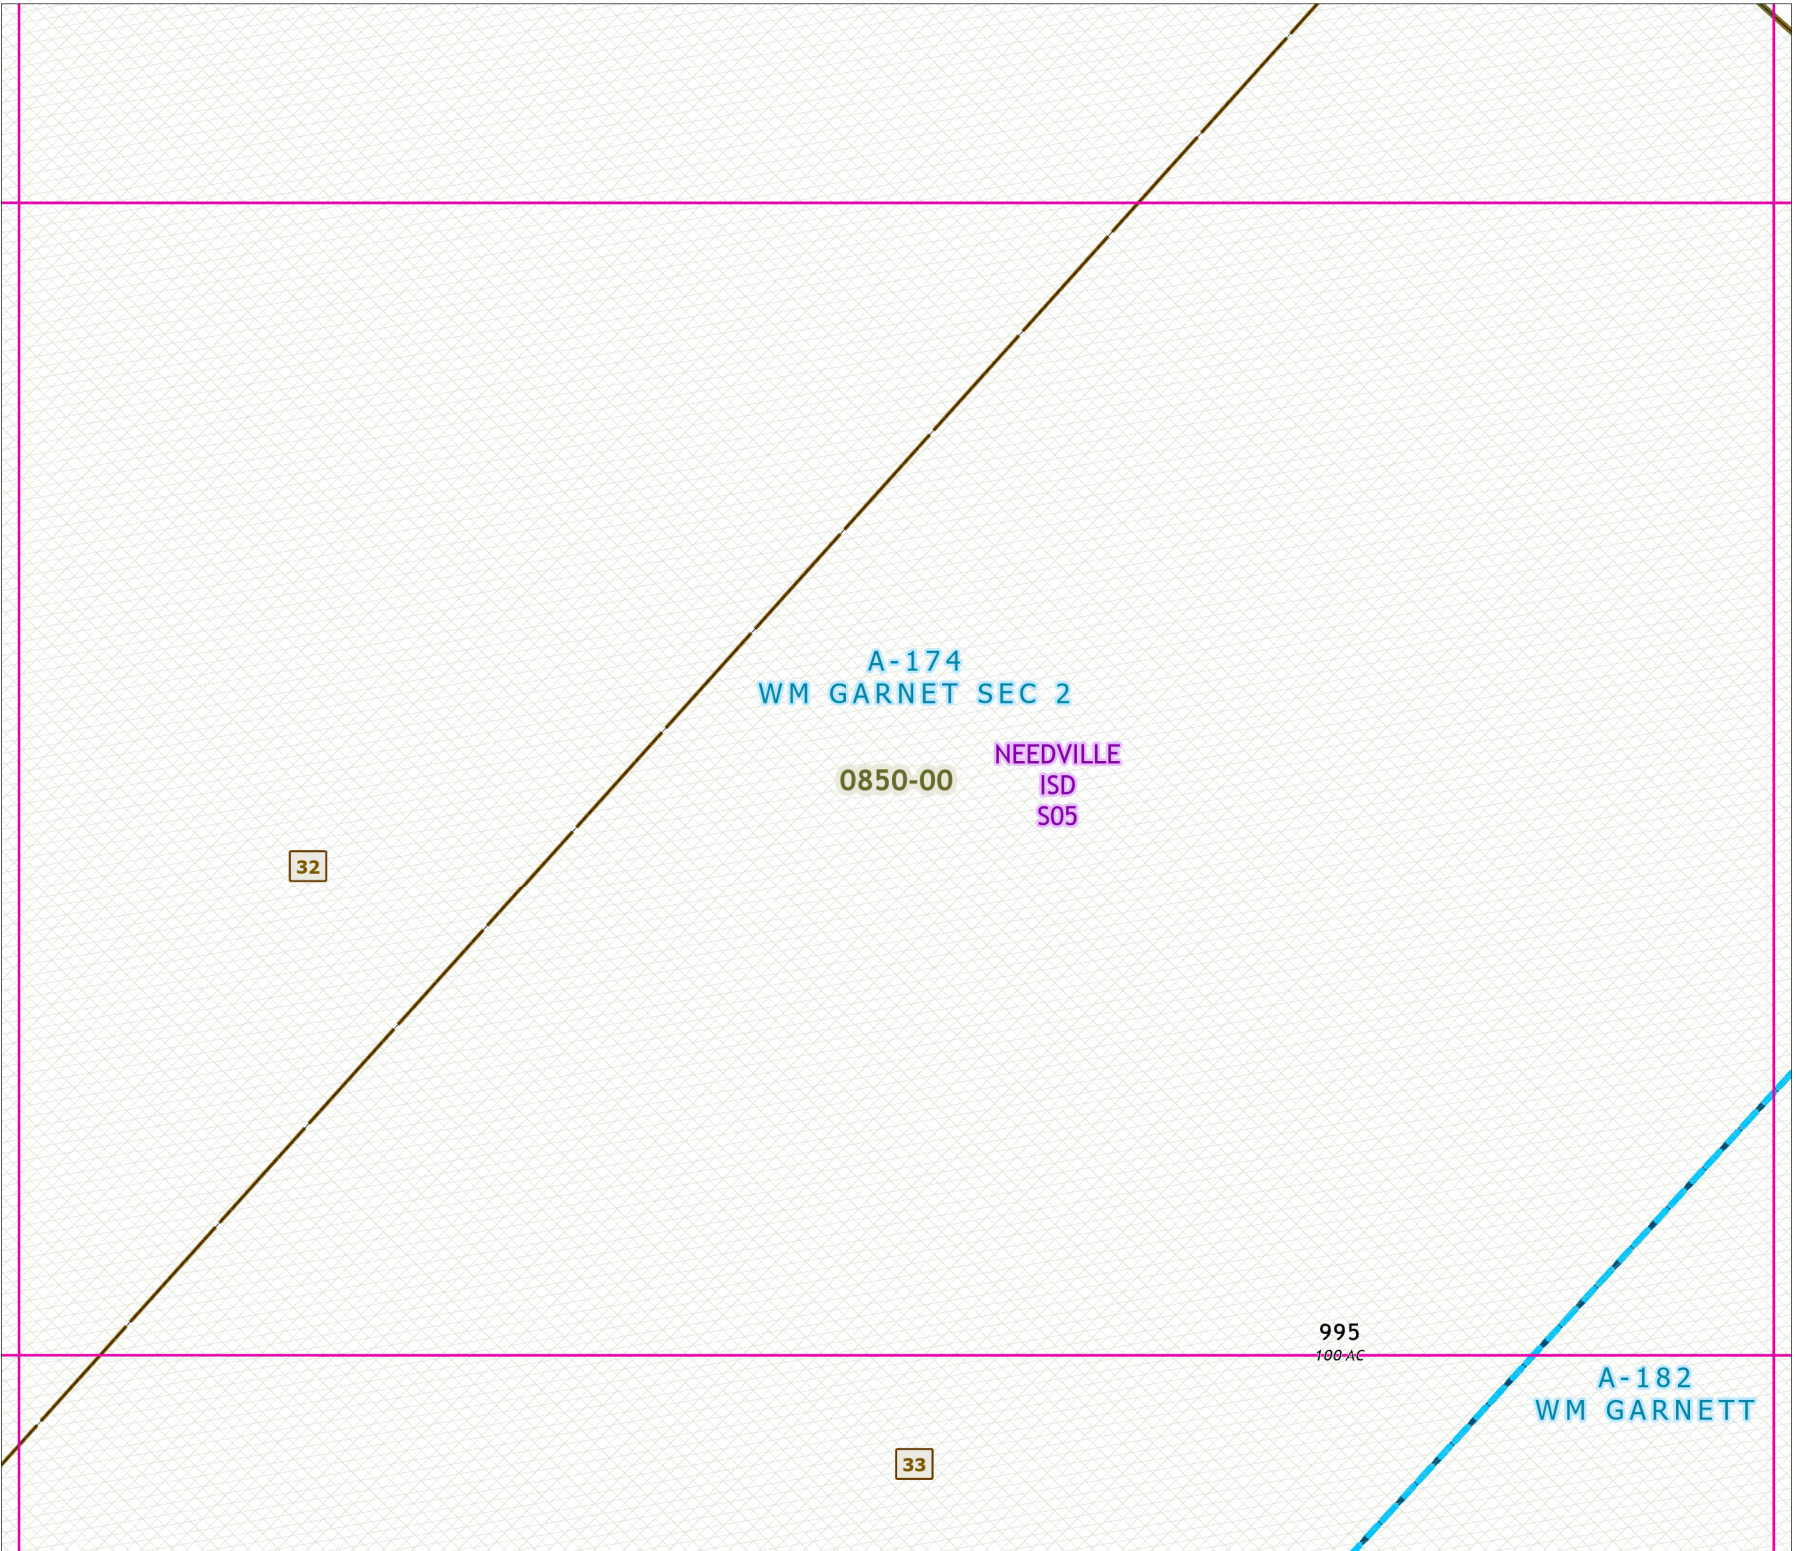 A-174
WM GARNET SEC 2
NEEDVILLE
ISD
S05
0850-00
32
995
100 AC
A-182
WM GARNETT
33